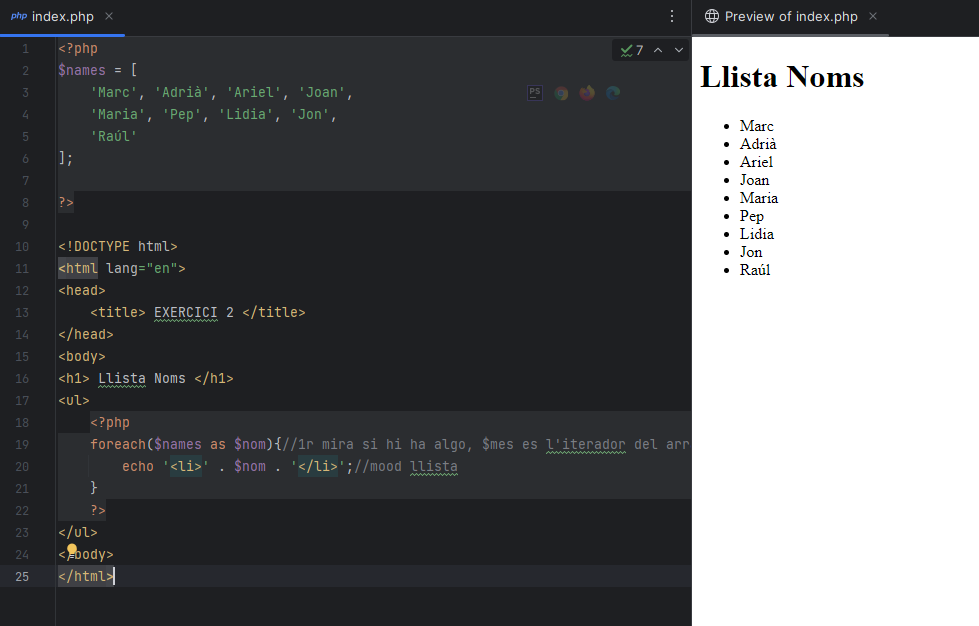 php index.php
Preview of index.php
7
1 <?php
2 $names = [
3     'Marc', 'Adrià', 'Ariel', 'Joan',
4     'Maria', 'Pep', 'Lidia', 'Jon',
5     'Raúl'
6 ];
7
8 ?>
9
10 <!DOCTYPE html>
11 <html lang="en">
12 <head>
13     <title> EXERCICI 2 </title>
14 </head>
15 <body>
16 <h1> Llista Noms </h1>
17 <ul>
18     <?php
19     foreach($names as $nom){//1r mira si hi ha algo, $mes es l'iterador del arr
20         echo '<li>' . $nom . '</li>';//mood llista
21     }
22     ?>
23 </ul>
24 </body>
25 </html>
PS
Llista Noms
Marc
Adrià
Ariel
Joan
Maria
Pep
Lidia
Jon
Raúl